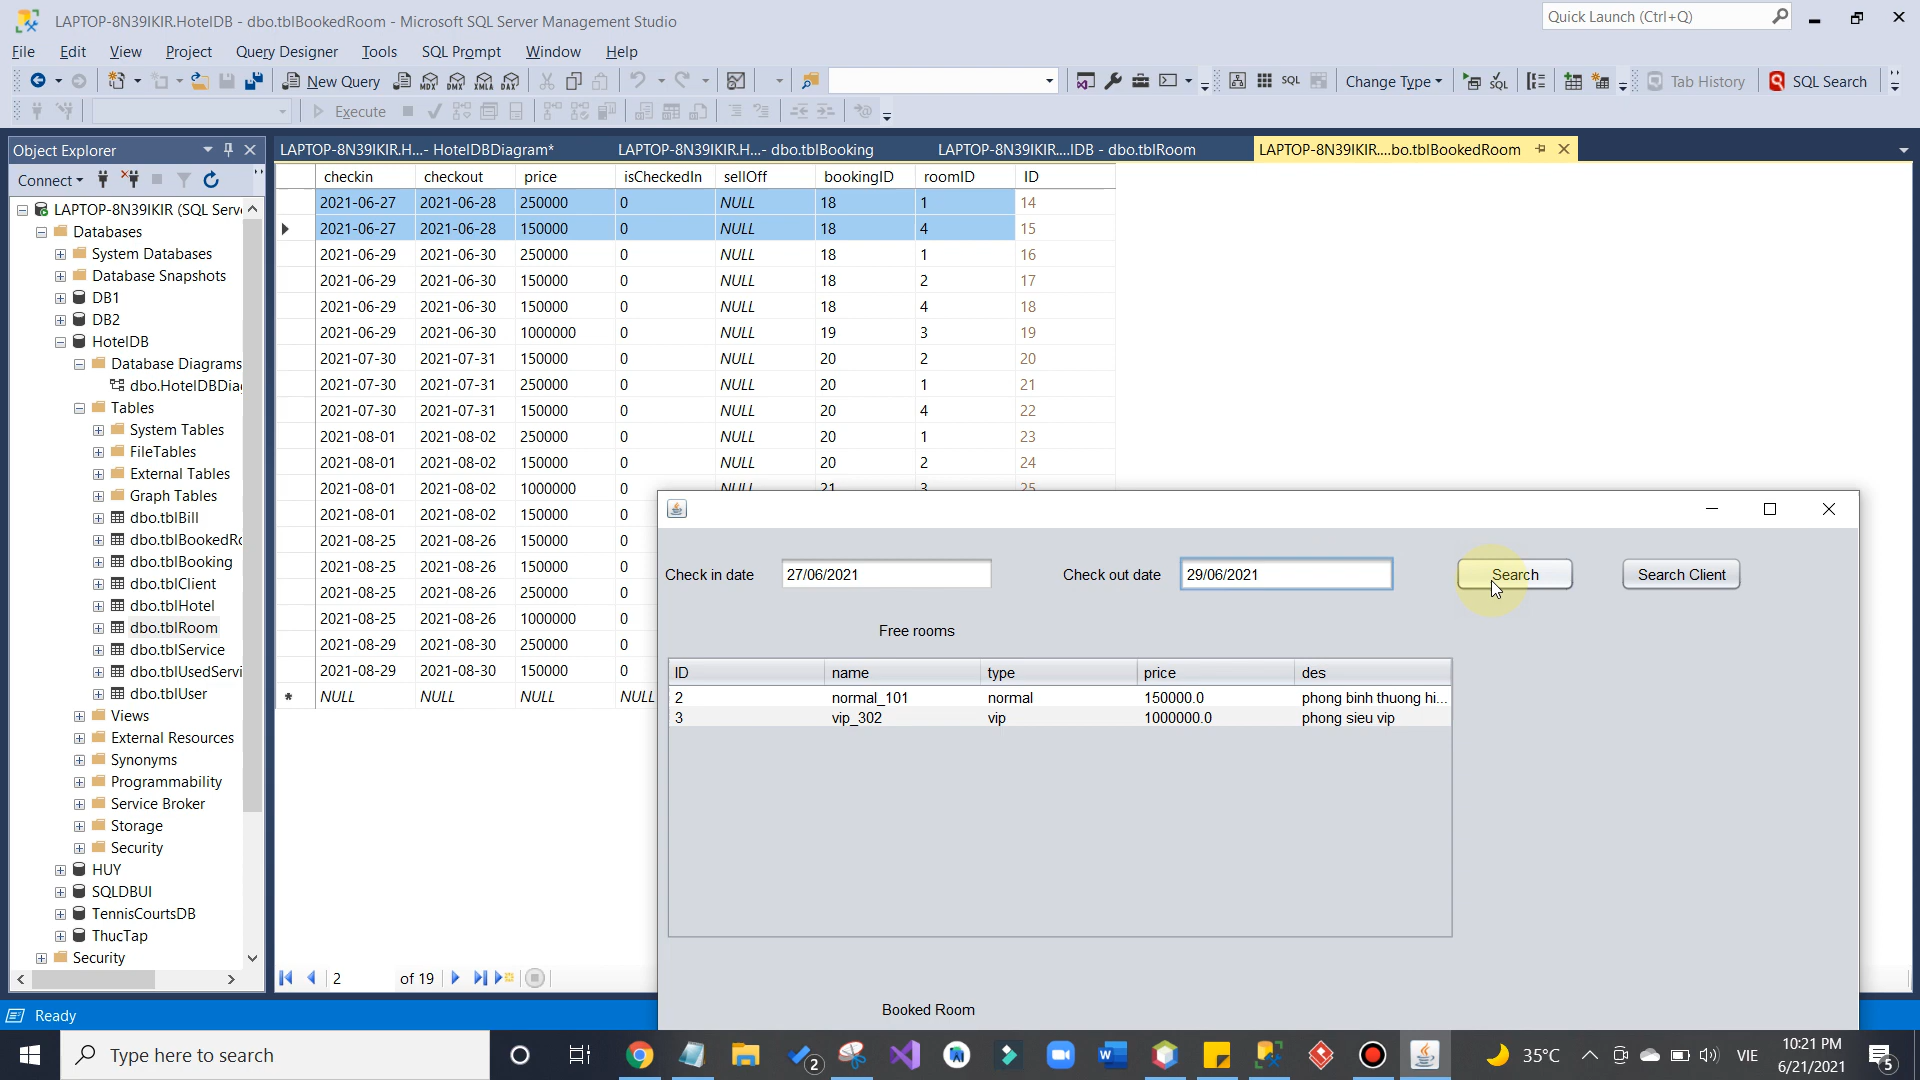 LAPTOP-8N39IKIR.HotelDB - dbo.tblBookedRoom - Microsoft SQL Server Management Studio
Quick Launch (Ctrl+Q)
File Edit View Project Query Designer Tools SQL Prompt Window Help
New Query
MDX DMX XMLA DAX
SQL
Change Type
Tab History
SQL Search
Execute
Object Explorer
LAPTOP-8N39IKIR.H...- HotelDBDiagram*
LAPTOP-8N39IKIR.H...- dbo.tblBooking
LAPTOP-8N39IKIR....IDB - dbo.tblRoom
LAPTOP-8N39IKIR....bo.tblBookedRoom
Connect
LAPTOP-8N39IKIR (SQL Serv
Databases
System Databases
Database Snapshots
DB1
DB2
HotelDB
Database Diagrams
dbo.HotelDBDia
Tables
System Tables
FileTables
External Tables
Graph Tables
dbo.tblBill
dbo.tblBookedRo
dbo.tblBooking
dbo.tblClient
dbo.tblHotel
dbo.tblRoom
dbo.tblService
dbo.tblUsedServi
dbo.tblUser
Views
External Resources
Synonyms
Programmability
Service Broker
Storage
Security
HUY
SQLDBUI
TennisCourtsDB
ThucTap
Security
checkin checkout price isCheckedIn sellOff bookingID roomID ID
2021-06-27 2021-06-28 250000 0 NULL 18 1 14
2021-06-27 2021-06-28 150000 0 NULL 18 4 15
2021-06-29 2021-06-30 250000 0 NULL 18 1 16
2021-06-29 2021-06-30 150000 0 NULL 18 2 17
2021-06-29 2021-06-30 150000 0 NULL 18 4 18
2021-06-29 2021-06-30 1000000 0 NULL 19 3 19
2021-07-30 2021-07-31 150000 0 NULL 20 2 20
2021-07-30 2021-07-31 250000 0 NULL 20 1 21
2021-07-30 2021-07-31 150000 0 NULL 20 4 22
2021-08-01 2021-08-02 250000 0 NULL 20 1 23
2021-08-01 2021-08-02 150000 0 NULL 20 2 24
2021-08-01 2021-08-02 1000000 0 NULL 21 3 25
2021-08-01 2021-08-02 150000 0
2021-08-25 2021-08-26 150000 0
2021-08-25 2021-08-26 150000 0
2021-08-25 2021-08-26 250000 0
2021-08-25 2021-08-26 1000000 0
2021-08-29 2021-08-30 250000 0
2021-08-29 2021-08-30 150000 0
* NULL NULL NULL NULL
2 of 19
Check in date 27/06/2021 Check out date 29/06/2021 Search Search Client
Free rooms
ID name type price des
2 normal_101 normal 150000.0 phong binh thuong hi...
3 vip_302 vip 1000000.0 phong sieu vip
Booked Room
Ready
Type here to search
2
35°C
VIE
10:21 PM
6/21/2021
5